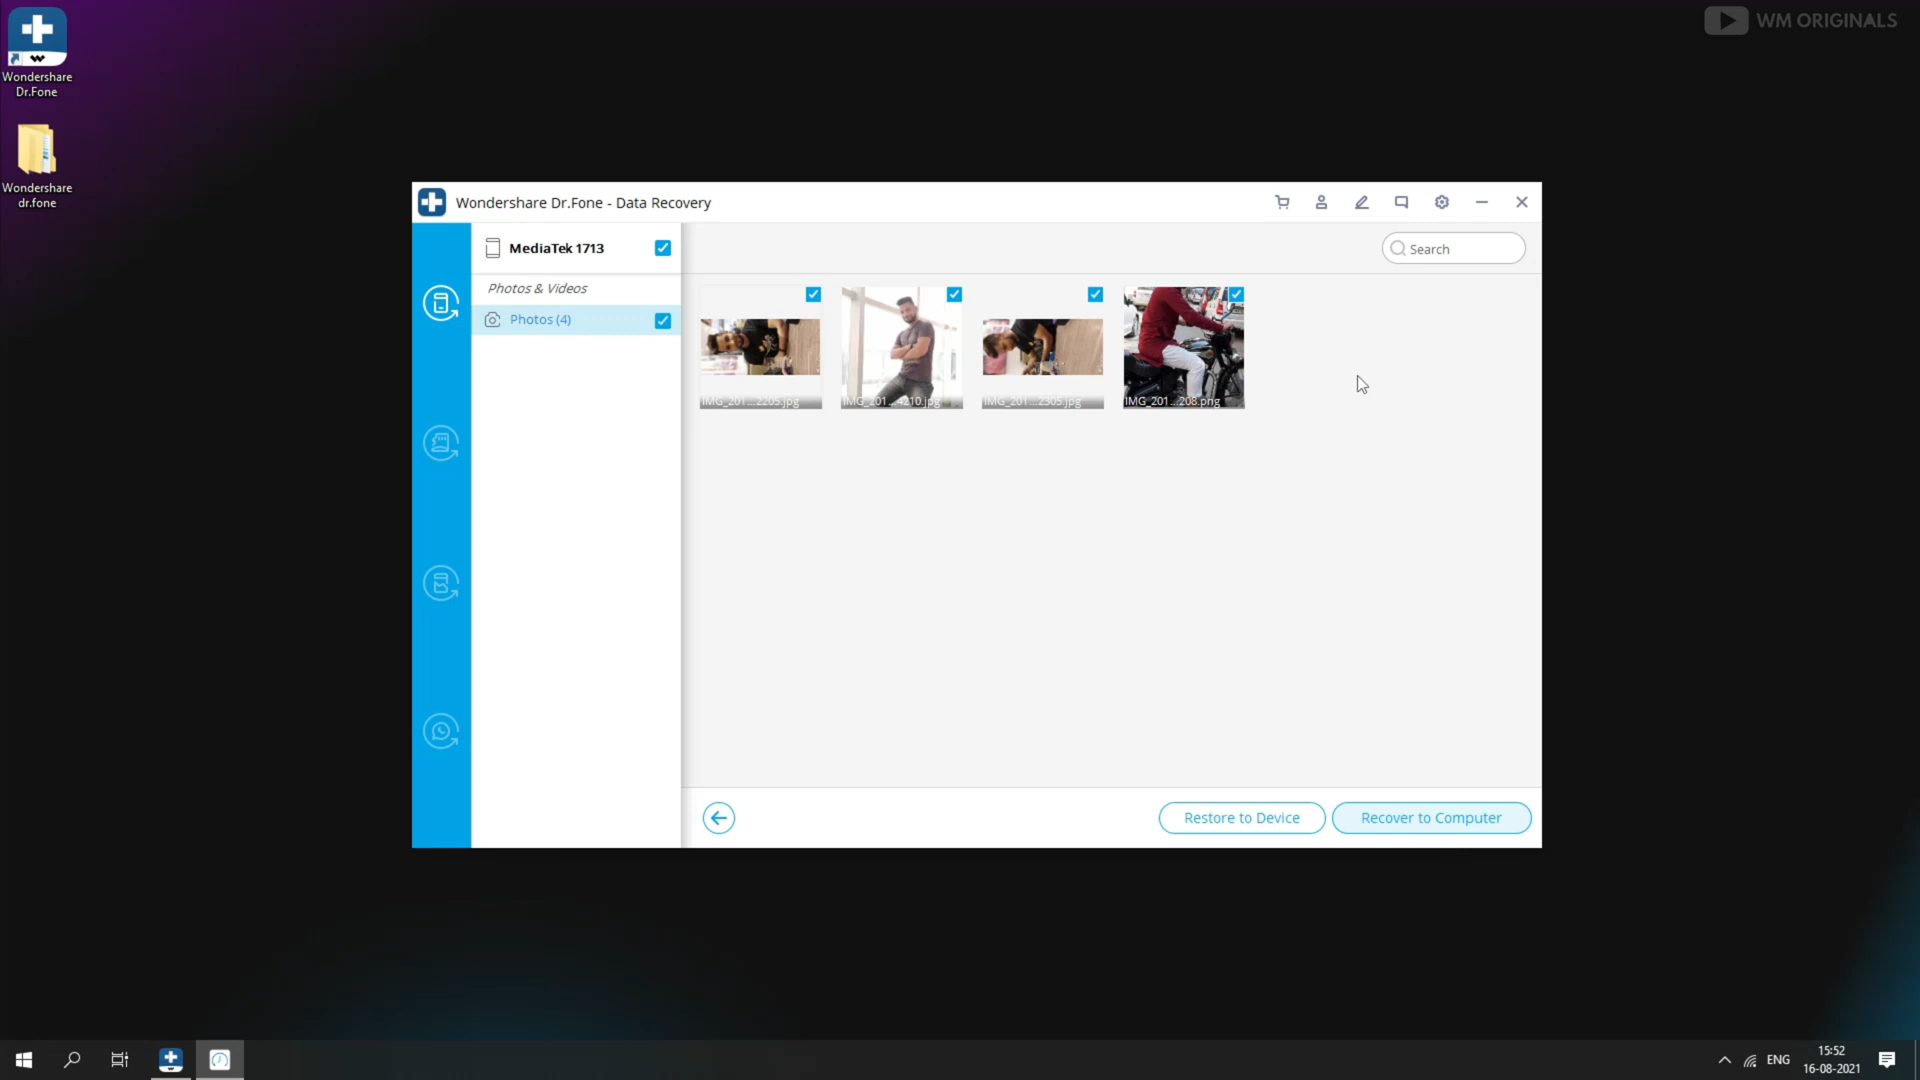 WM ORIGINALS
Wondershare
Dr.Fone
Wondershare
dr.fone
Wondershare Dr.Fone - Data Recovery
MediaTek 1713
Search
Photos & Videos
Photos (4)
IMG_201...2205.jpg
IMG_201...4210.jpg
IMG_201...2305.jpg
IMG_201...208.png
Restore to Device
Recover to Computer
ENG
15:52
16-08-2021